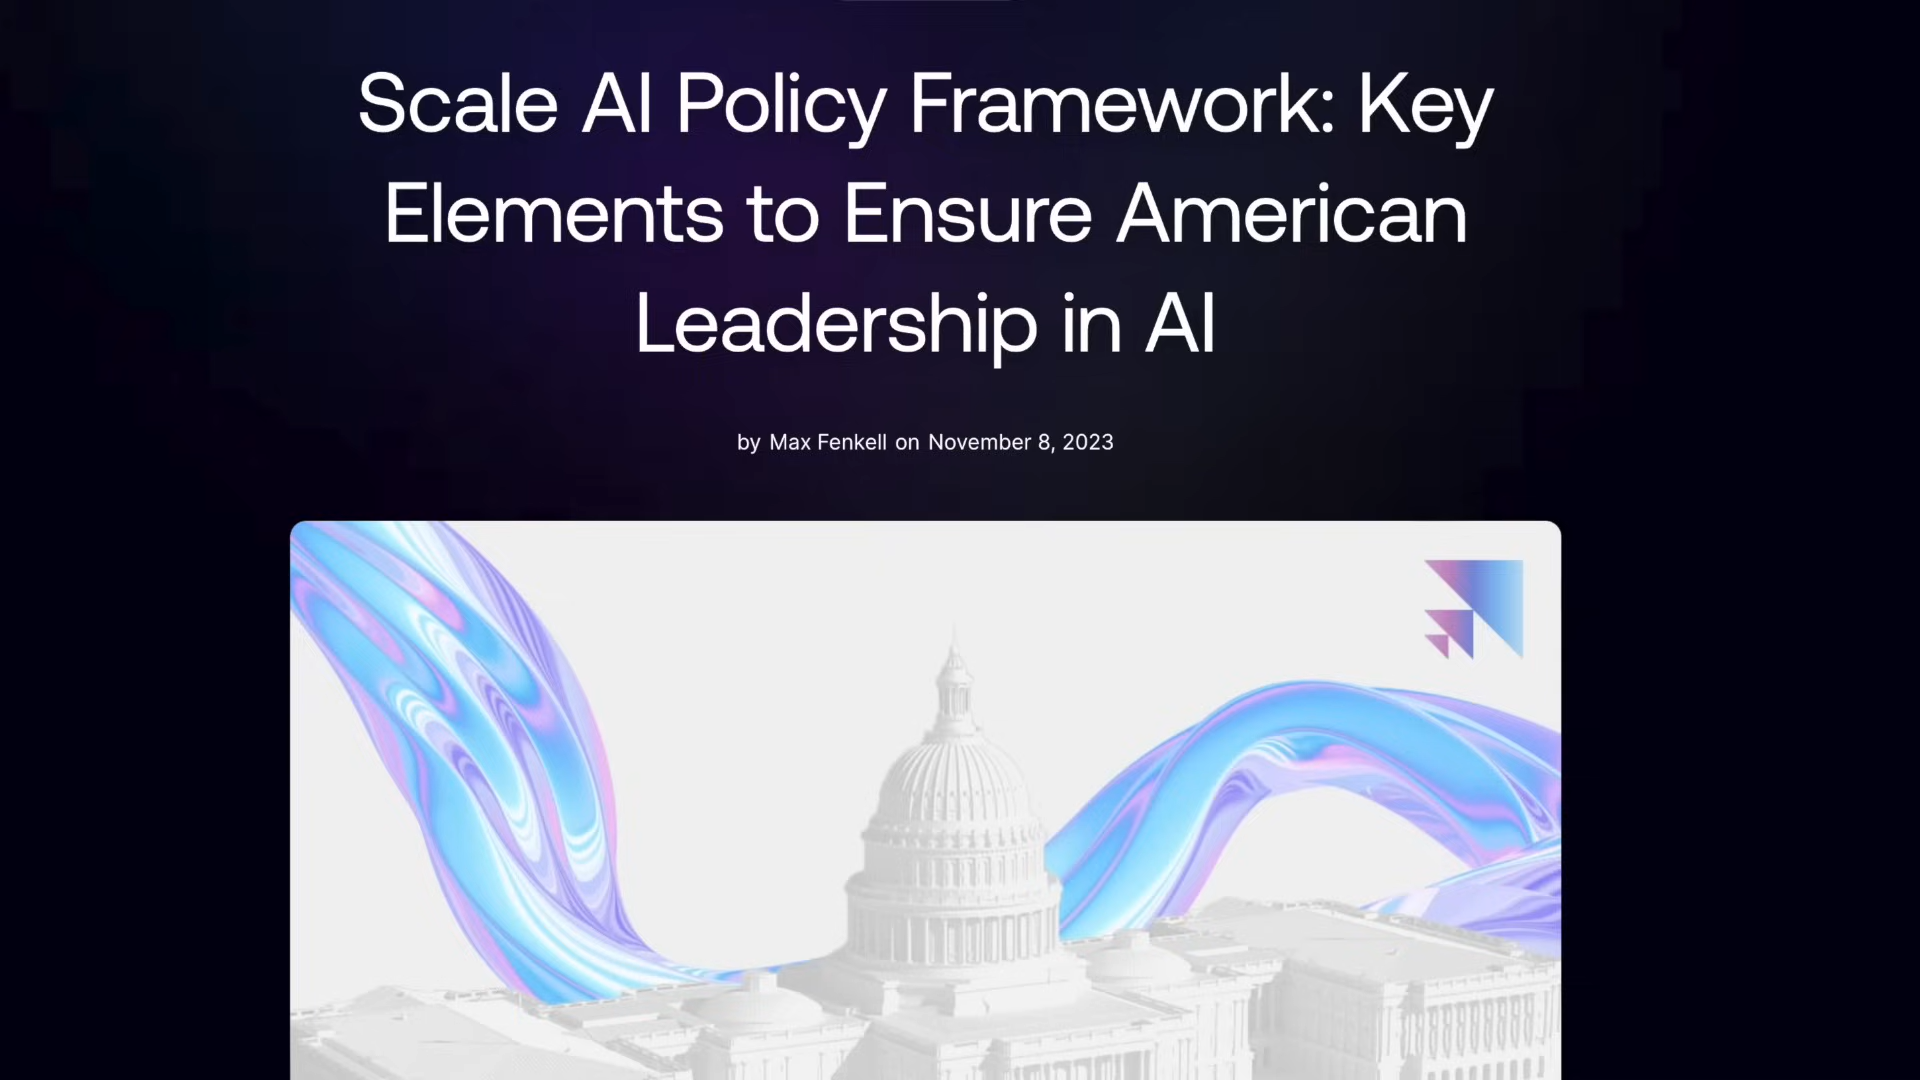 Scale AI Policy Framework: Key
Elements to Ensure American
Leadership in AI
by Max Fenkell on November 8, 2023